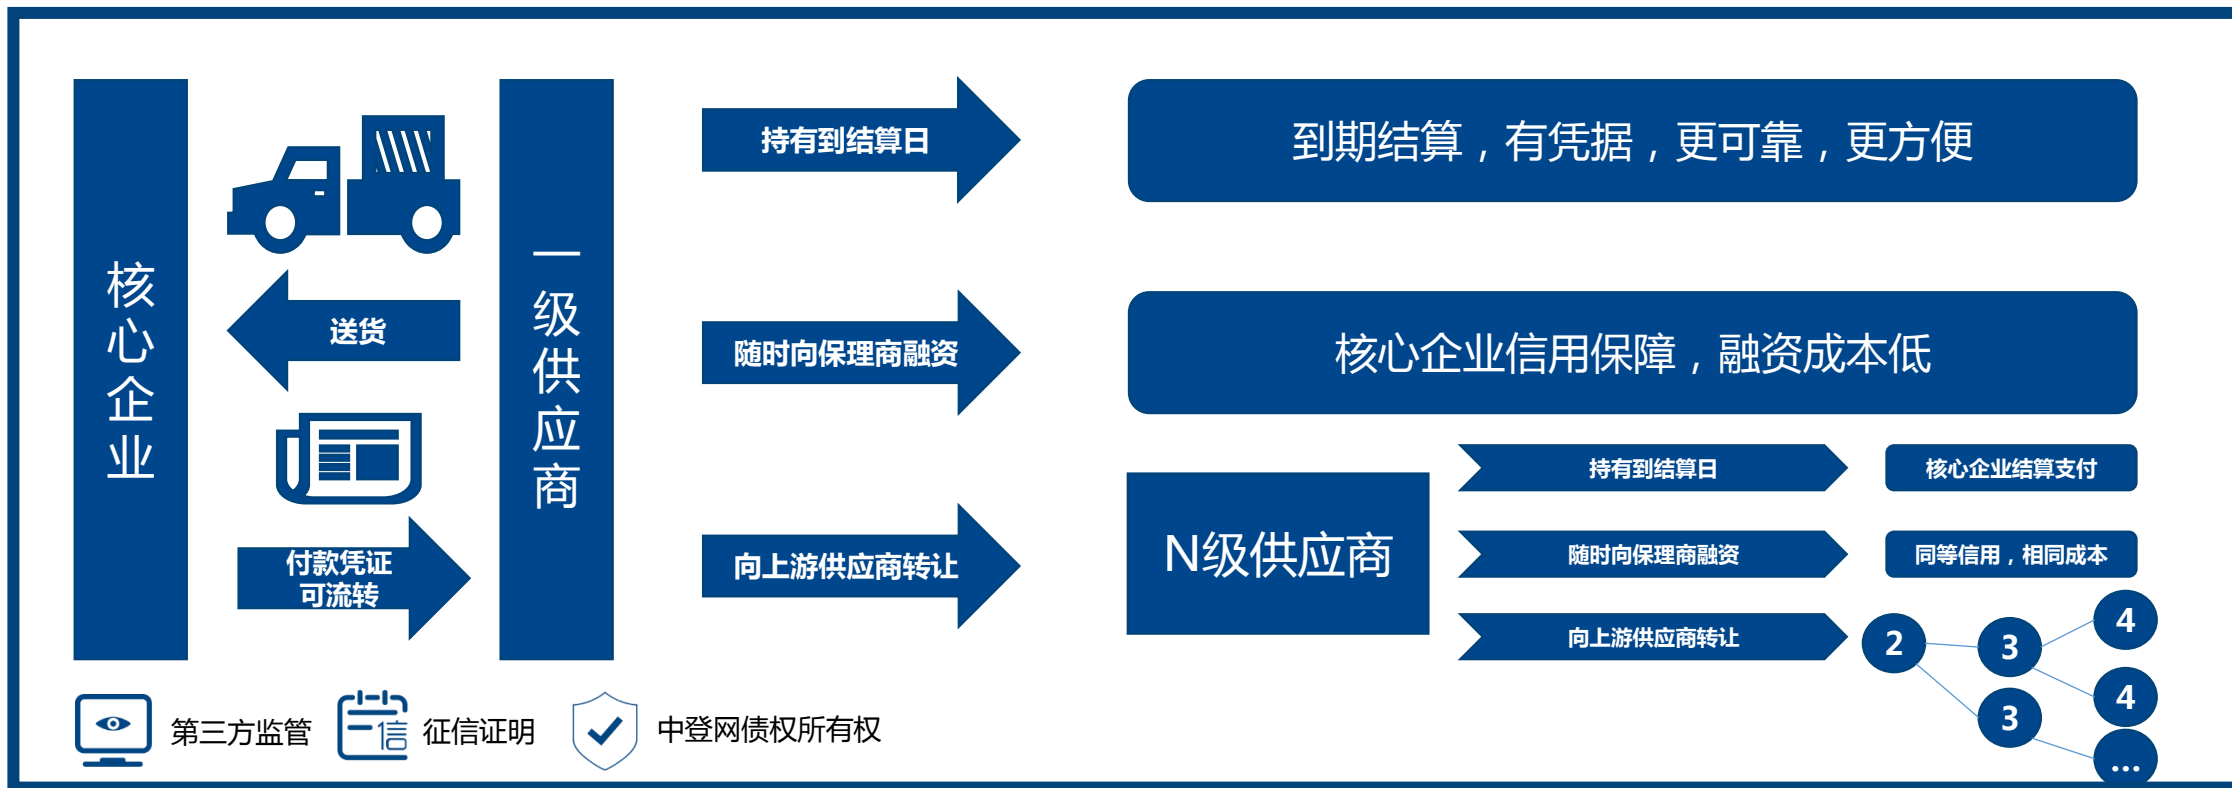 核心企业
送货
付款凭证
可流转
一级供应商
持有到结算日
到期结算，有凭据，更可靠，更方便
随时向保理商融资
核心企业信用保障，融资成本低
向上游供应商转让
N级供应商
持有到结算日
核心企业结算支付
随时向保理商融资
同等信用，相同成本
向上游供应商转让
2
3
4
4
3
...
第三方监管
信
征信证明
中登网债权所有权